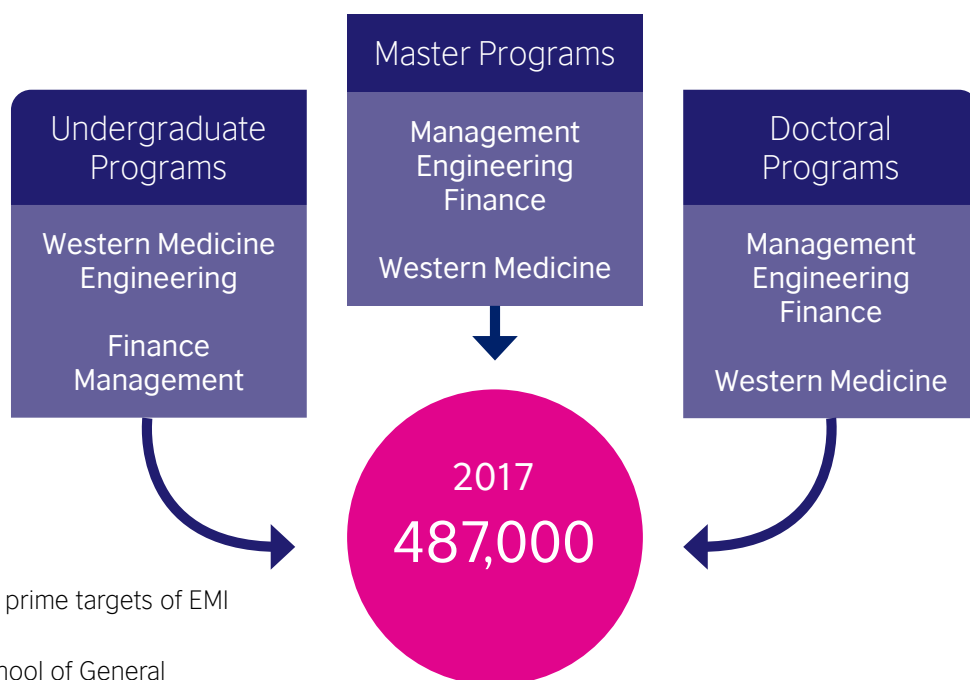 Undergraduate
Programs
Western Medicine
Engineering
Finance
Management
Master Programs
Management
Engineering
Finance
Western Medicine
Doctoral
Programs
Management
Engineering
Finance
Western Medicine
2017
487,000
prime targets of EMI
of General